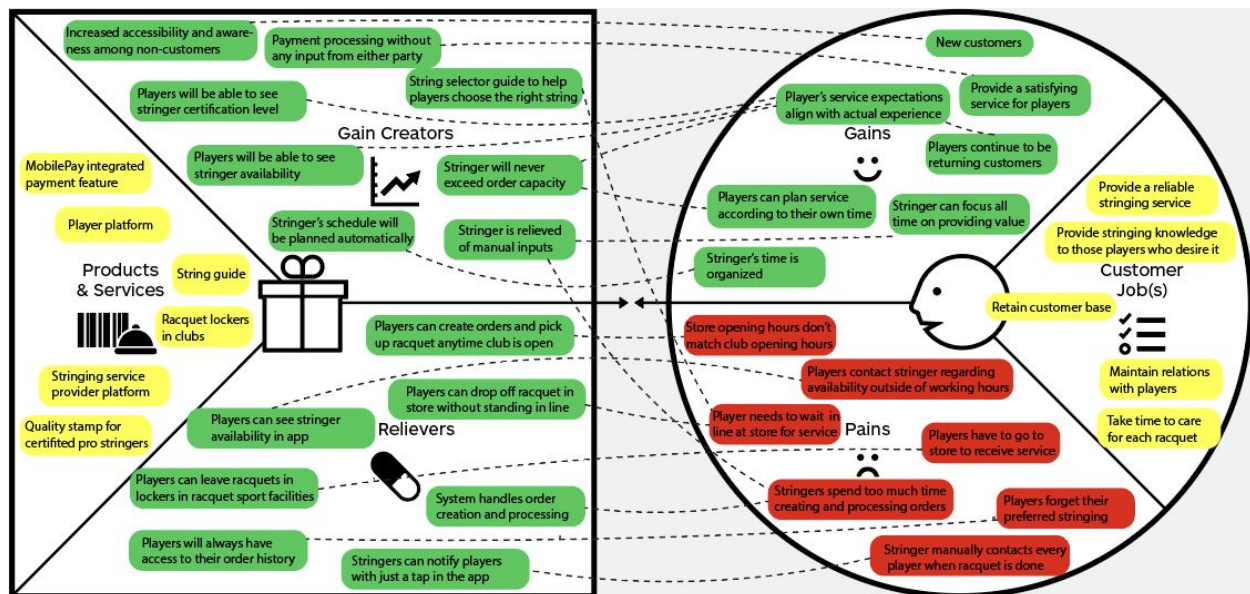 Increased accessibility and aware-
ness among non-customers
Payment processing without
any input from either party
String selector guide to help
players choose the right string
Players will be able to see
stringer certification level
Gain Creators
Players will be able to see
stringer availability
Stringer will never
exceed order capacity
MobilePay integrated
payment feature
Player platform
Stringer's schedule will
be planned automatically
Stringer is relieved
of manual inputs
Products
& Services
String guide
Racquet lockers
in clubs
Stringing service
provider platform
Quality stamp for
certifited pro stringers
Players can create orders and pick
up racquet anytime club is open
Players can drop off racquet in
store without standing in line
Players can see stringer
availability in app
Relievers
Players can leave racquets in
lockers in racquet sport facilities
System handles order
creation and processing
Players will always have
access to their order history
Stringers can notify players
with just a tap in the app
New customers
Provide a satisfying
service for players
Player's service expectations
align with actual experience
Gains
Players continue to be
returning customers
Players can plan service
according to their own time
Stringer can focus all
time on providing value
Stringer's time is
organized
Provide a reliable
stringing service
Provide stringing knowledge
to those players who desire it
Customer
Job(s)
Retain customer base
Maintain relations
with players
Take time to care
for each racquet
Store opening hours don't
match club opening hours
Players contact stringer regarding
availability outside of working hours
Player needs to wait in
line at store for service
Pains
Players have to go to
store to receive service
Stringers spend too much time
creating and processing orders
Players forget their
preferred stringing
Stringer manually contacts every
player when racquet is done